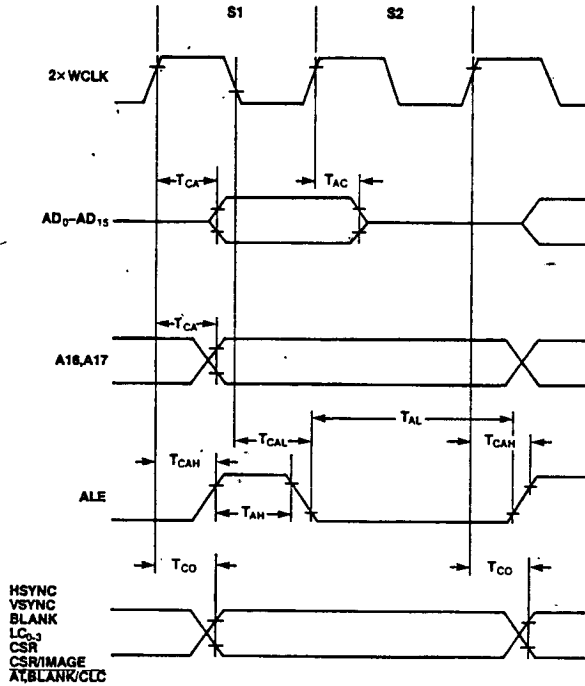 S1 S2
2×WCLK
TCA TAC
AD0–AD15
TCA
A16,A17
TAL
TCAL TCAH
TCAH
ALE
TAH
TCO TCO
HSYNC
VSYNC
BLANK
LC0-3
CSR
CSR/IMAGE
AT,BLANK/CLC